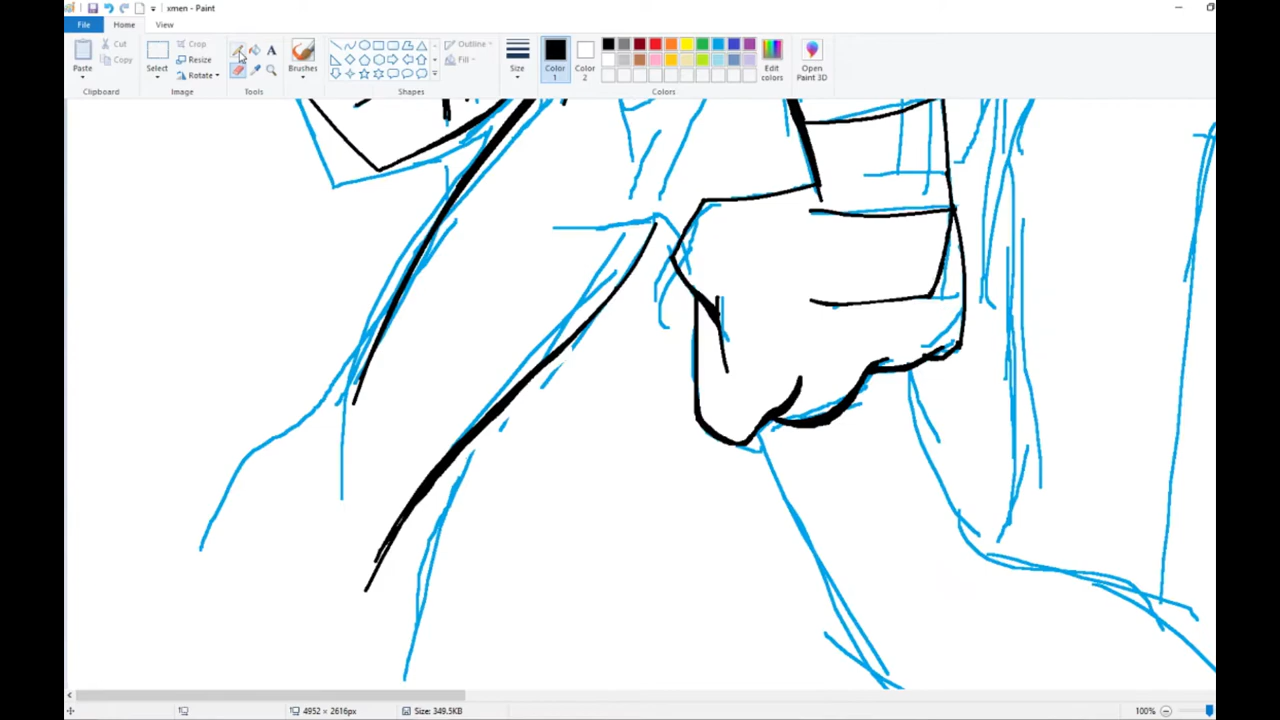 xmen - Paint
File Home View
Paste
Cut
Copy
Clipboard
Select
Crop
Resize
Rotate
Image
A
Tools
Brushes
Outline
Fill
Shapes
Size
Color
1
Color
2
Edit
colors
Colors
Open
Paint 3D
4952 × 2616px
Size: 349.5KB
100%